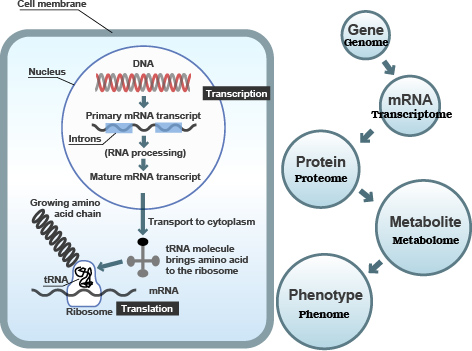 Cell membrane
Nucleus
DNA
Transcription
Primary mRNA transcript
Introns
(RNA processing)
Mature mRNA transcript
Growing amino
acid chain
Transport to cytoplasm
tRNA molecule
brings amino acid
to the ribosome
tRNA
mRNA
Ribosome
Translation
Gene
Genome
mRNA
Transcriptome
Protein
Proteome
Metabolite
Metabolome
Phenotype
Phenome